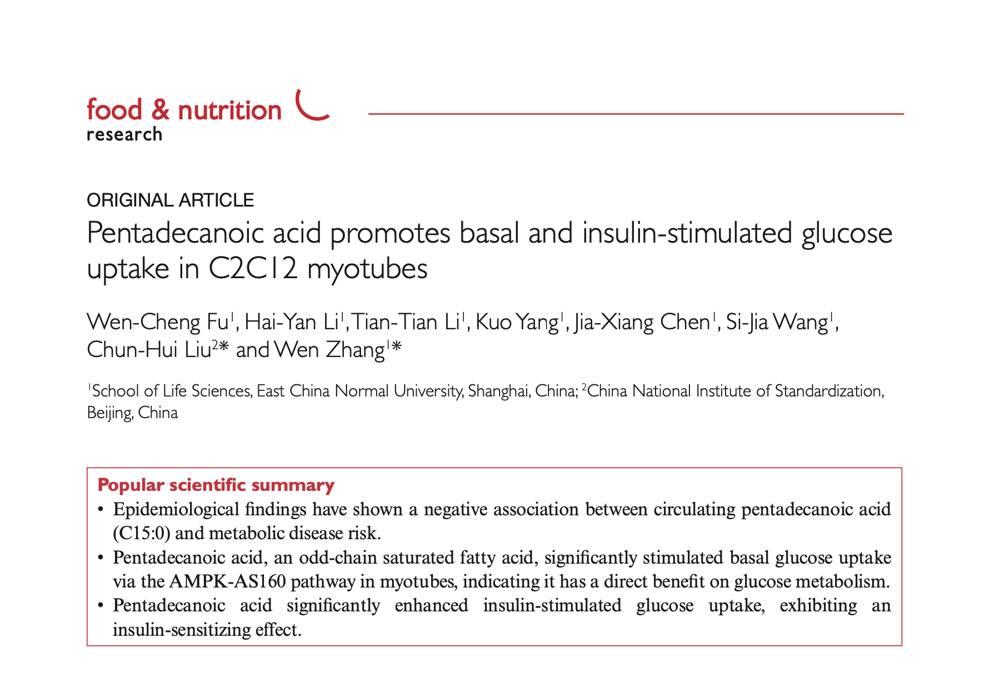 food & nutrition
research
ORIGINAL ARTICLE
Pentadecanoic acid promotes basal and insulin-stimulated glucose
uptake in C2C12 myotubes
Wen-Cheng Fu¹, Hai-Yan Li¹, Tian-Tian Li¹, Kuo Yang¹, Jia-Xiang Chen¹, Si-Jia Wang¹,
Chun-Hui Liu²* and Wen Zhang¹*
¹School of Life Sciences, East China Normal University, Shanghai, China; ²China National Institute of Standardization,
Beijing, China
Popular scientific summary
• Epidemiological findings have shown a negative association between circulating pentadecanoic acid
(C15:0) and metabolic disease risk.
• Pentadecanoic acid, an odd-chain saturated fatty acid, significantly stimulated basal glucose uptake
via the AMPK-AS160 pathway in myotubes, indicating it has a direct benefit on glucose metabolism.
• Pentadecanoic acid significantly enhanced insulin-stimulated glucose uptake, exhibiting an
insulin-sensitizing effect.